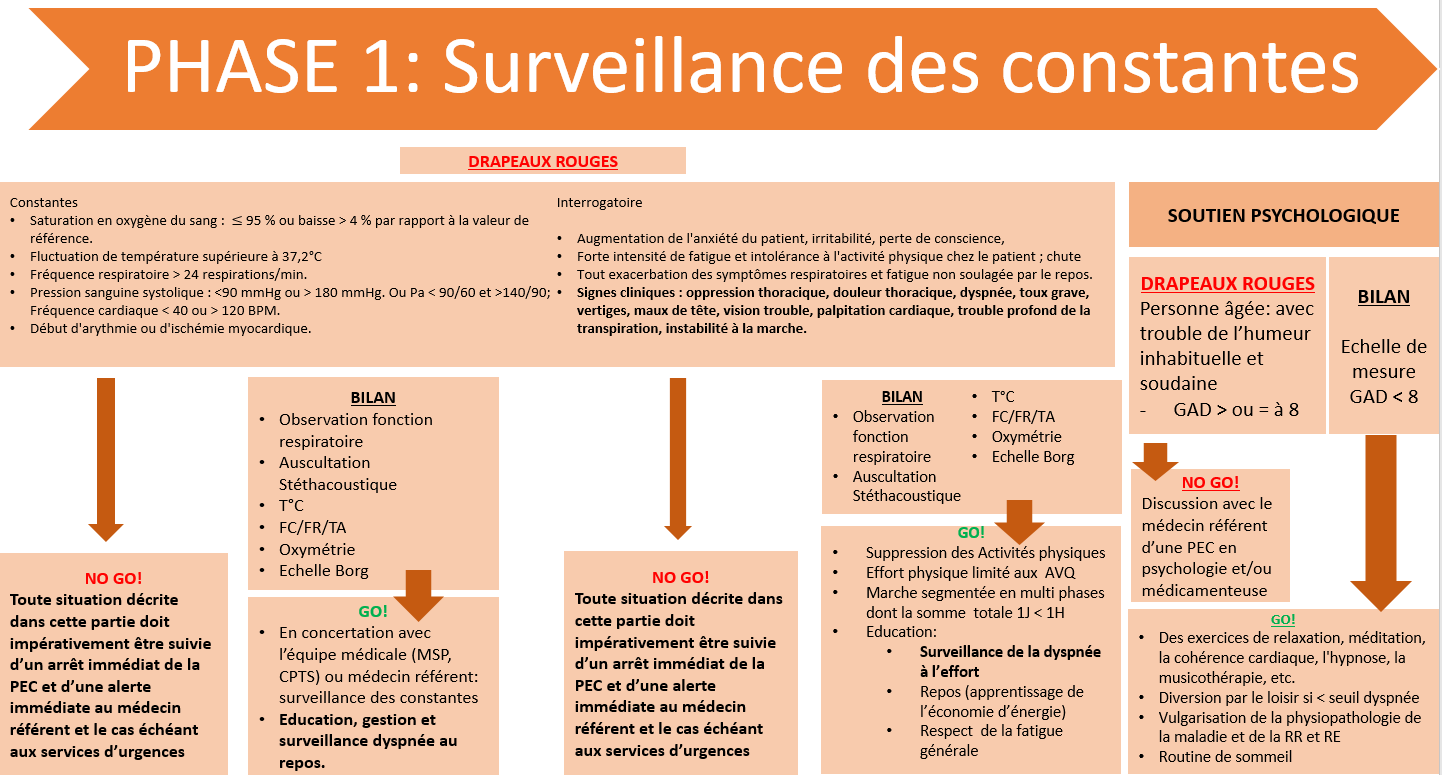 PHASE 1: Surveillance des constantes
DRAPEAUX ROUGES
Constantes
• Saturation en oxygène du sang : ≤ 95 % ou baisse > 4 % par rapport à la valeur de
référence.
• Fluctuation de température supérieure à 37,2°C
• Fréquence respiratoire > 24 respirations/min.
• Pression sanguine systolique : <90 mmHg ou > 180 mmHg. Ou Pa < 90/60 et >140/90;
Fréquence cardiaque < 40 ou > 120 BPM.
• Début d'arythmie ou d'ischémie myocardique.
Interrogatoire
• Augmentation de l'anxiété du patient, irritabilité, perte de conscience,
• Forte intensité de fatigue et intolérance à l'activité physique chez le patient ; chute
• Tout exacerbation des symptômes respiratoires et fatigue non soulagée par le repos.
• Signes cliniques : oppression thoracique, douleur thoracique, dyspnée, toux grave,
vertiges, maux de tête, vision trouble, palpitation cardiaque, trouble profond de la
transpiration, instabilité à la marche.
NO GO!
Toute situation décrite
dans cette partie doit
impérativement être suivie
d’un arrêt immédiat de la
PEC et d’une alerte
immédiate au médecin
référent et le cas échéant
aux services d’urgences
BILAN
• Observation fonction
respiratoire
• Auscultation
Stéthacoustique
• T°C
• FC/FR/TA
• Oxymétrie
• Echelle Borg
GO!
• En concertation avec
l’équipe médicale (MSP,
CPTS) ou médecin référent:
surveillance des constantes
• Education, gestion et
surveillance dyspnée au
repos.
NO GO!
Toute situation décrite dans
cette partie doit
impérativement être suivie
d’un arrêt immédiat de la
PEC et d’une alerte
immédiate au médecin
référent et le cas échéant
aux services d’urgences
BILAN
• Observation
fonction
respiratoire
• Auscultation
Stéthacoustique
• T°C
• FC/FR/TA
• Oxymétrie
• Echelle Borg
GO!
• Suppression des Activités physiques
• Effort physique limité aux AVQ
• Marche segmentée en multi phases
dont la somme totale 1J < 1H
• Education:
• Surveillance de la dyspnée
à l’effort
• Repos (apprentissage de
l’économie d’énergie)
• Respect de la fatigue
générale
SOUTIEN PSYCHOLOGIQUE
DRAPEAUX ROUGES
Personne âgée: avec
trouble de l’humeur
inhabituelle et
soudaine
- GAD > ou = à 8
BILAN
Echelle de
mesure
GAD < 8
NO GO!
Discussion avec le
médecin référent
d’une PEC en
psychologie et/ou
médicamenteuse
GO!
• Des exercices de relaxation, méditation,
la cohérence cardiaque, l'hypnose, la
musicothérapie, etc.
• Diversion par le loisir si < seuil dyspnée
• Vulgarisation de la physiopathologie de
la maladie et de la RR et RE
• Routine de sommeil